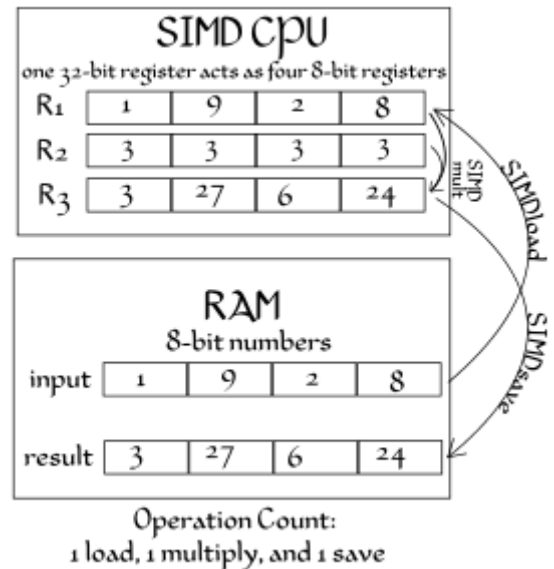 SIMD CPU
one 32-bit register acts as four 8-bit registers
R1 1 9 2 8
R2 3 3 3 3
R3 3 27 6 24
SIMD mult
SIMDload
RAM
8-bit numbers
input 1 9 2 8
result 3 27 6 24
SIMDsave
Operation Count:
1 load, 1 multiply, and 1 save